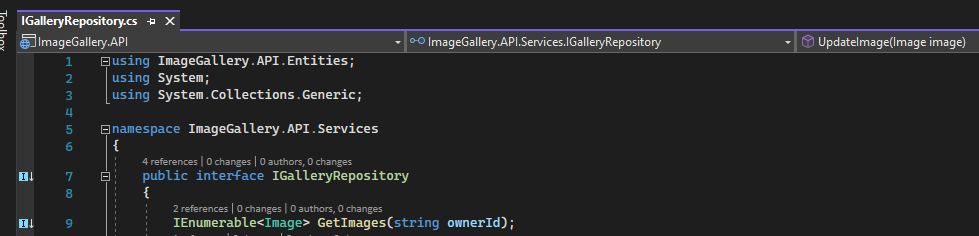 Toolbox
IGalleryRepository.cs
ImageGallery.API
ImageGallery.API.Services.IGalleryRepository
UpdateImage(Image image)
1 using ImageGallery.API.Entities;
2 using System;
3 using System.Collections.Generic;
4
5 namespace ImageGallery.API.Services
6 {
4 references | 0 changes | 0 authors, 0 changes
7 public interface IGalleryRepository
8 {
2 references | 0 changes | 0 authors, 0 changes
9 IEnumerable<Image> GetImages(string ownerId);